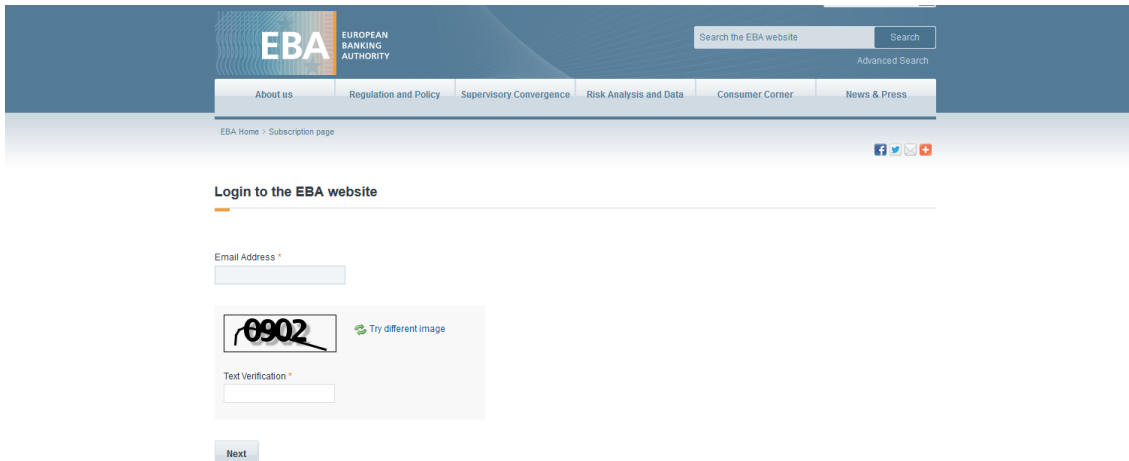 EBA EUROPEAN
BANKING
AUTHORITY
Search the EBA website Search
Advanced Search
About us Regulation and Policy Supervisory Convergence Risk Analysis and Data Consumer Corner News & Press
EBA Home > Subscription page
Login to the EBA website
Email Address *
0902 Try different image
Text Verification *
Next